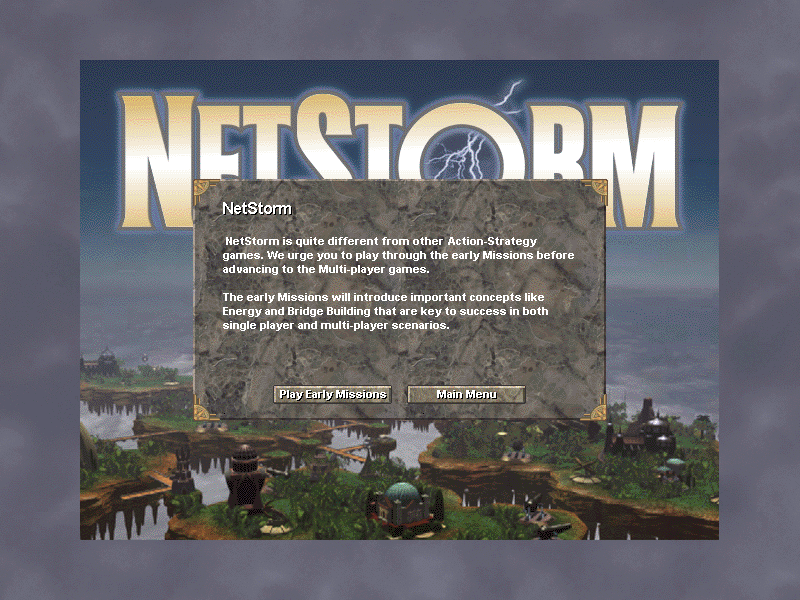 NETSTORM
NetStorm
NetStorm is quite different from other Action-Strategy
games. We urge you to play through the early Missions before
advancing to the Multi-player games.
The early Missions will introduce important concepts like
Energy and Bridge Building that are key to success in both
single player and multi-player scenarios.
Play Early Missions
Main Menu